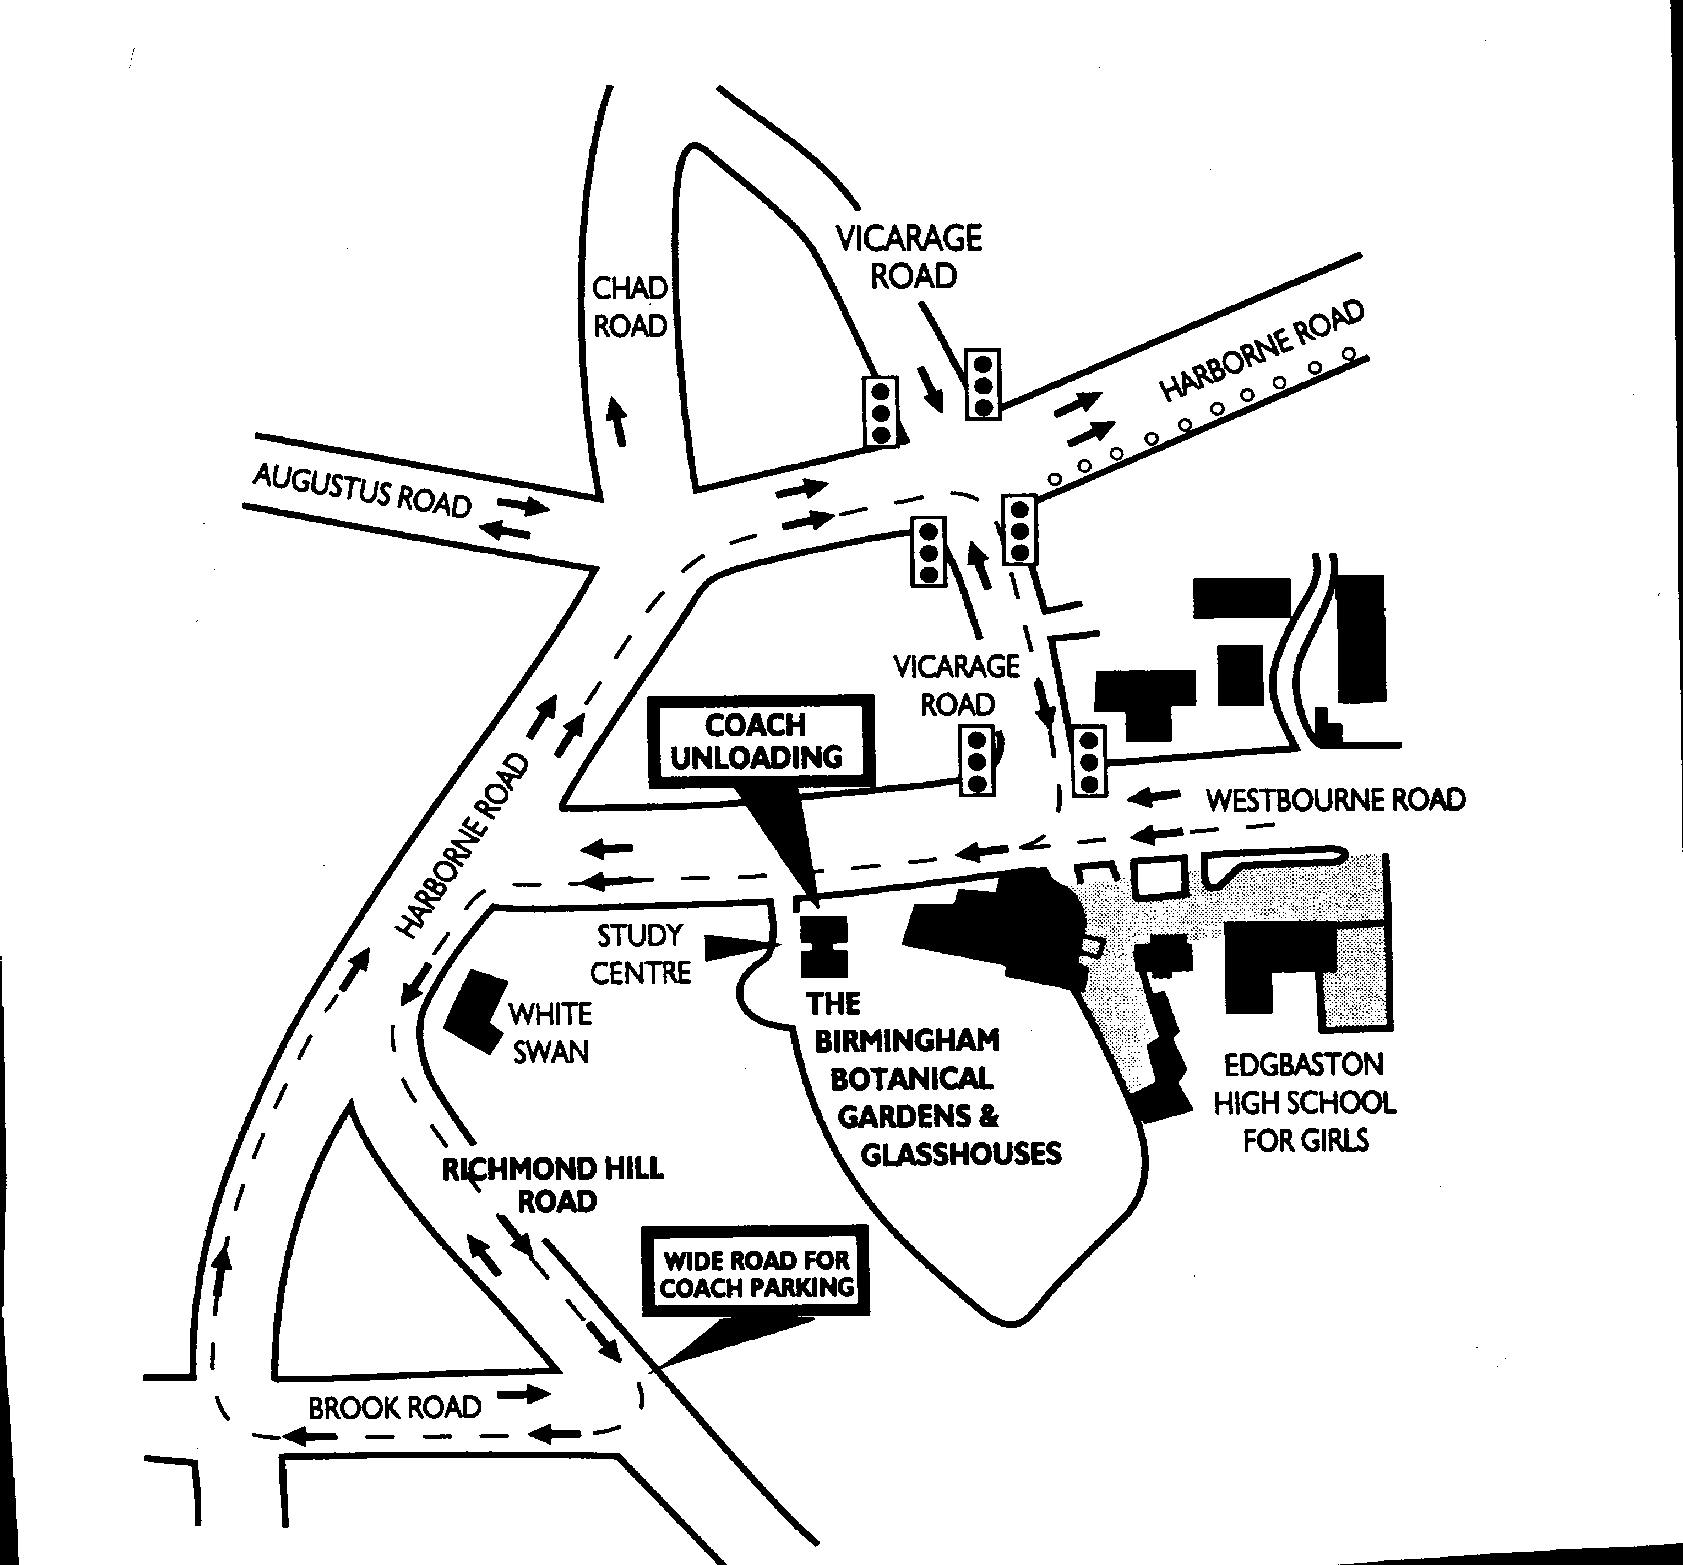 VICARAGE
ROAD
CHAD
ROAD
HARBORNE ROAD
AUGUSTUS ROAD
VICARAGE
ROAD
COACH
UNLOADING
WESTBOURNE ROAD
HARBORNE ROAD
STUDY
CENTRE
WHITE
SWAN
THE
BIRMINGHAM
BOTANICAL
GARDENS &
GLASSHOUSES
EDGBASTON
HIGH SCHOOL
FOR GIRLS
RICHMOND HILL
ROAD
WIDE ROAD FOR
COACH PARKING
BROOK ROAD